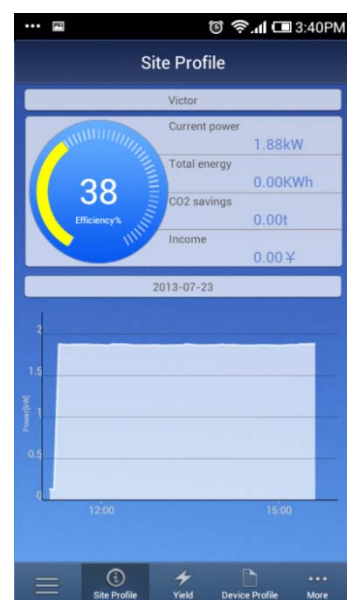 3:40PM
Site Profile
Victor
Current power
1.88kW
Total energy
0.00KWh
CO2 savings
0.00t
Income
0.00¥
38
Efficiency%
2013-07-23
Power[kW]
2
1.5
1
0.5
0
12:00
15:00
Site Profile
Yield
Device Profile
More